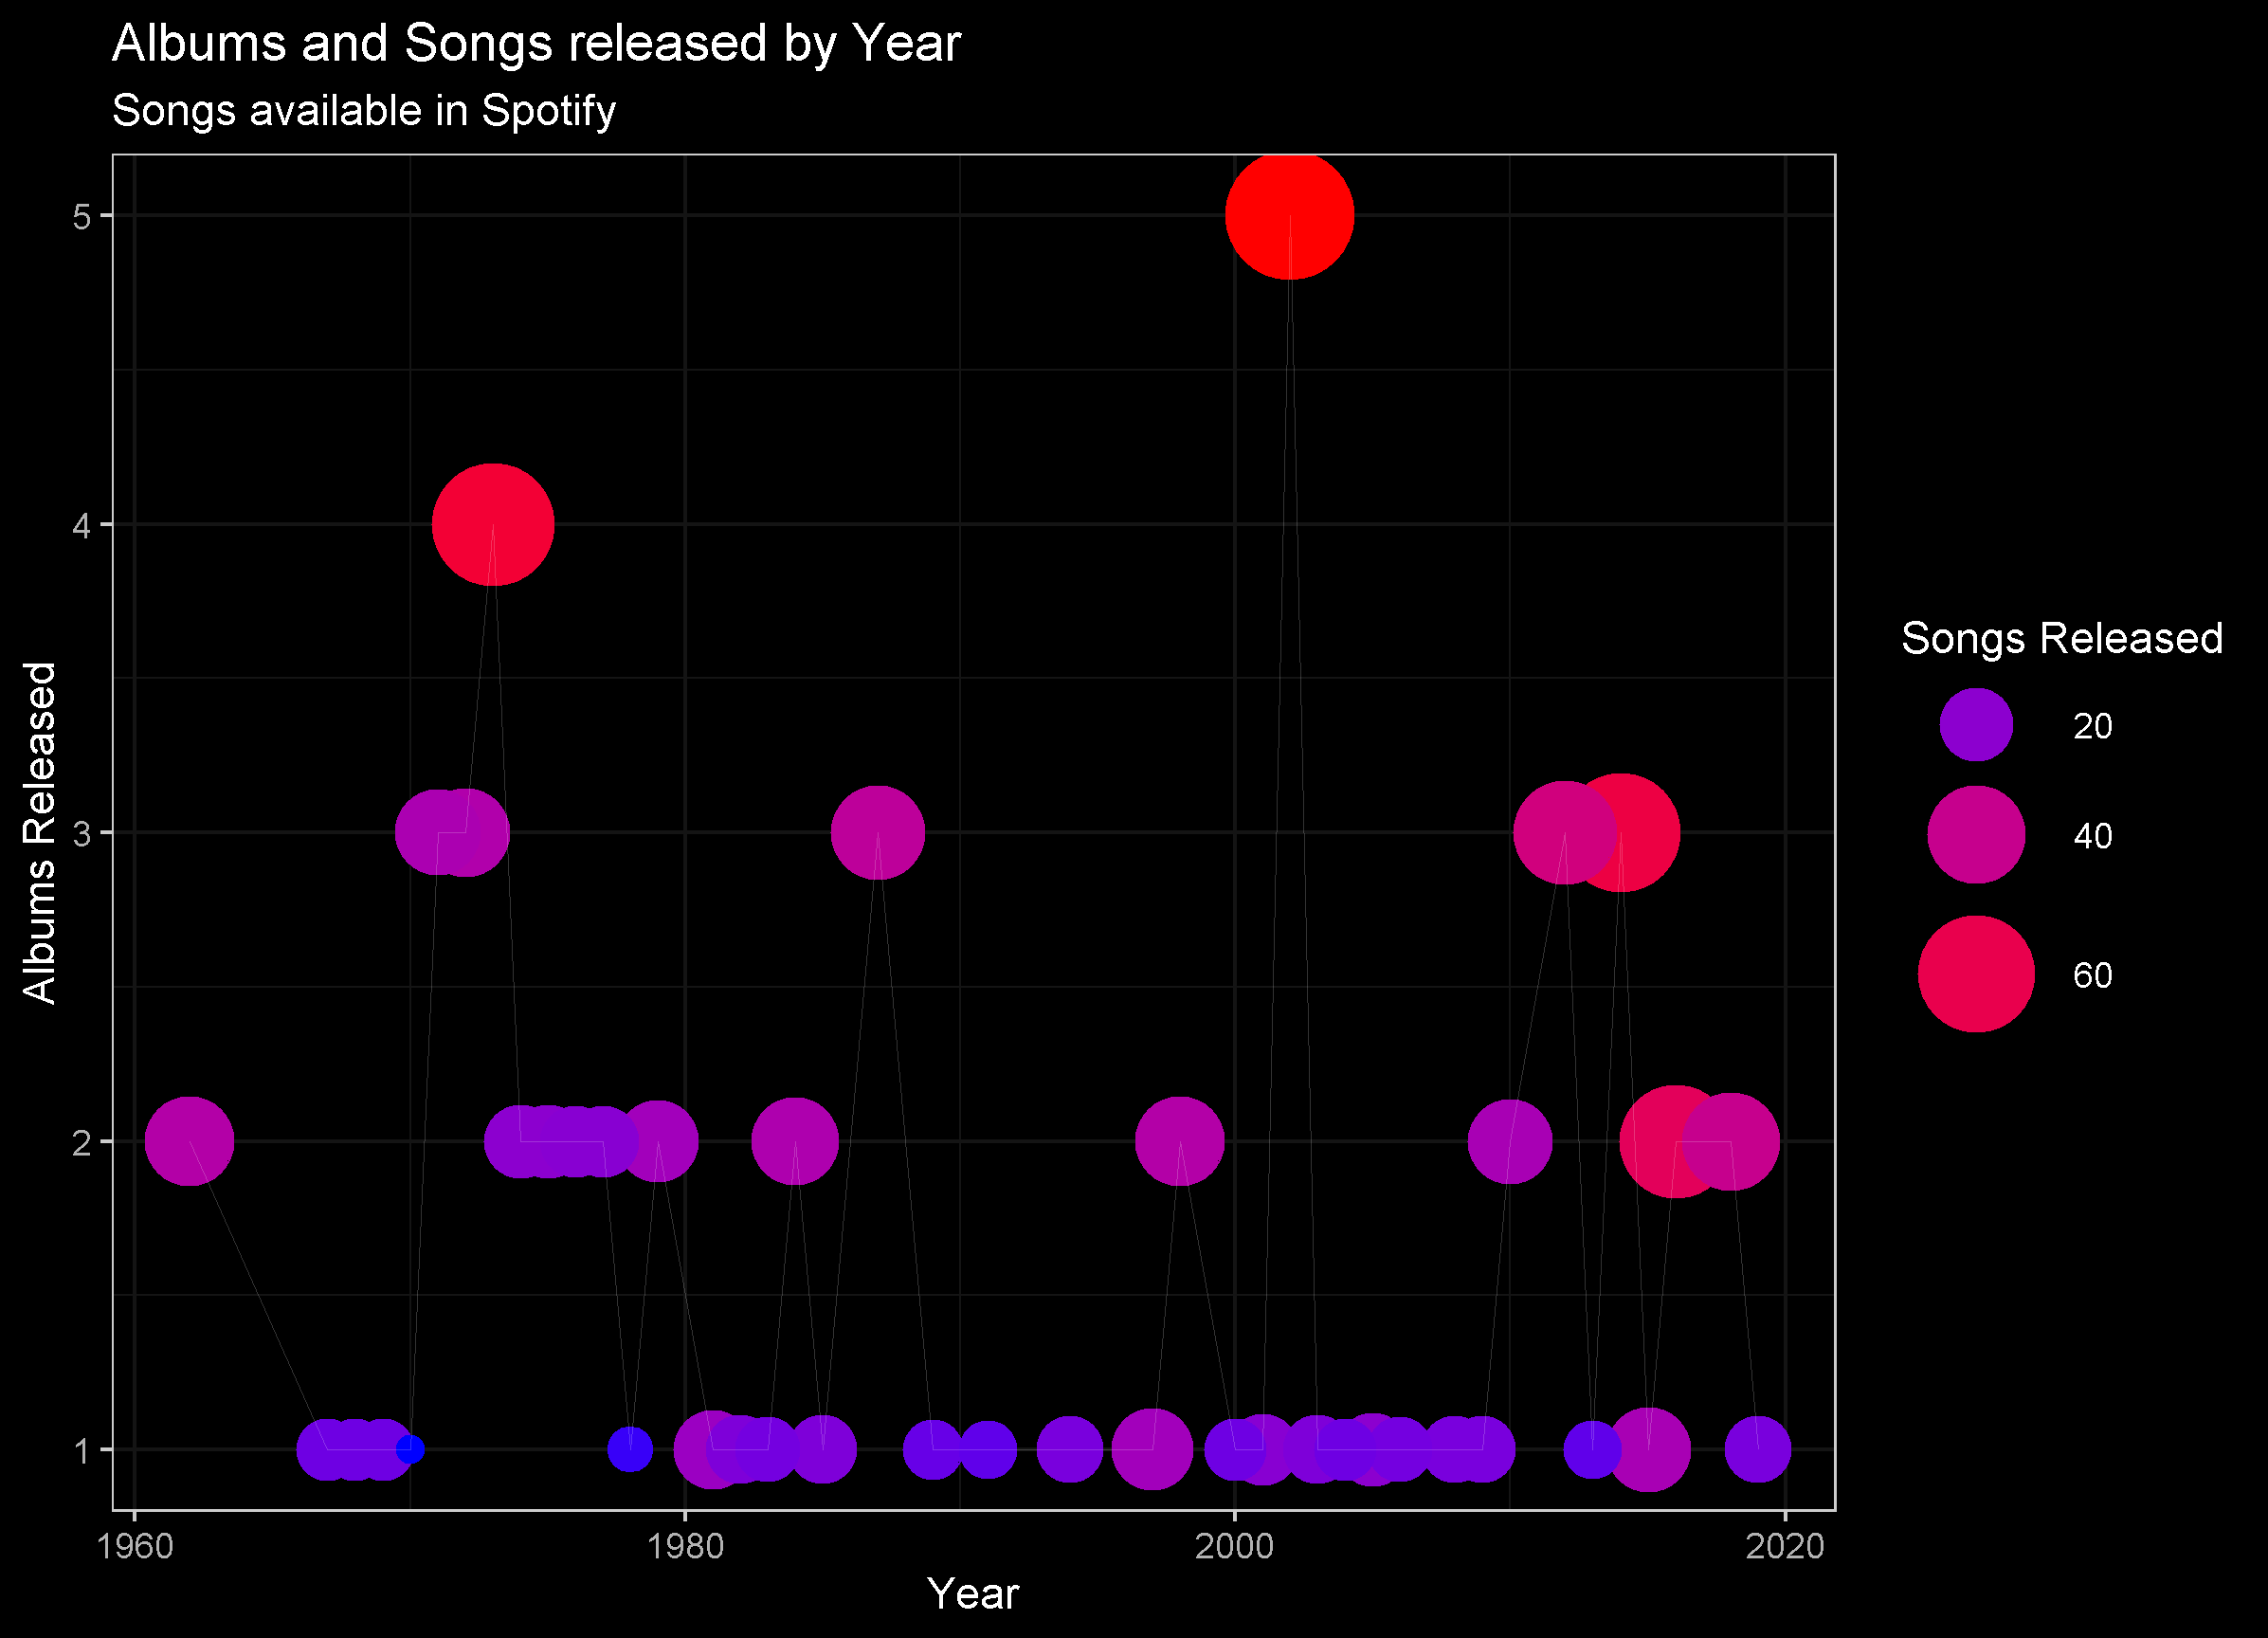 Albums and Songs released by Year
Songs available in Spotify
Albums Released
5
4
3
2
1
1960
1980
2000
2020
Year
Songs Released
20
40
60